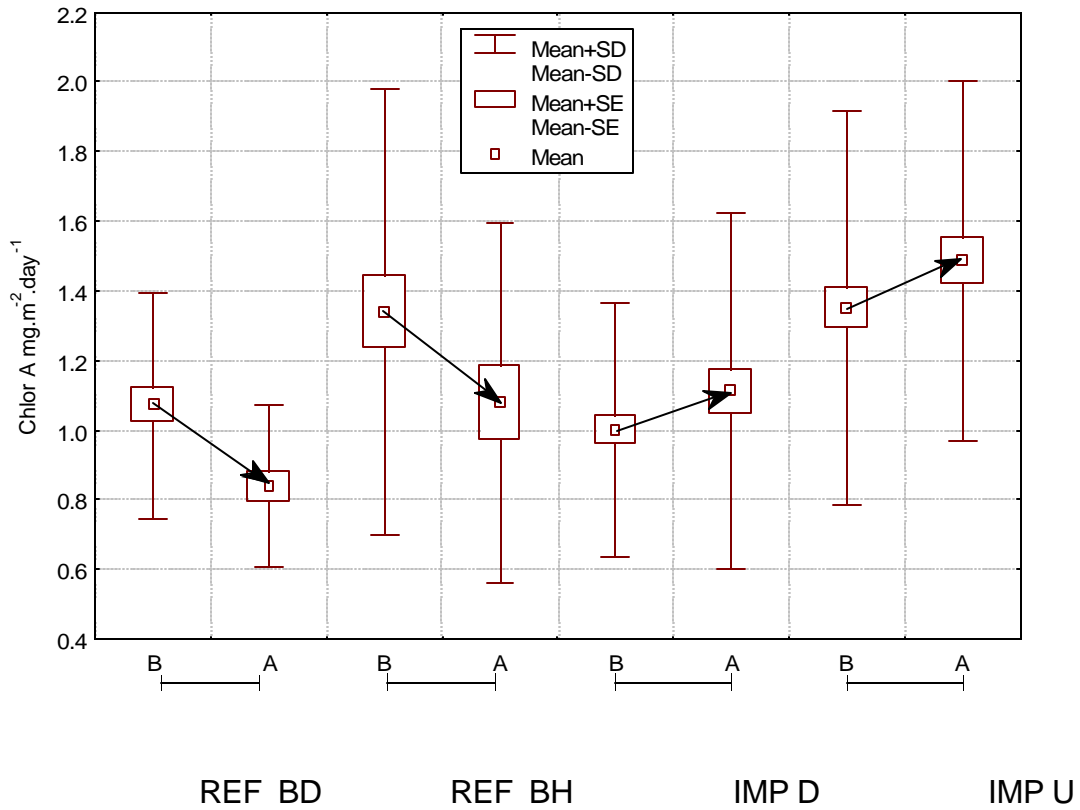 2.2
2.0
1.8
1.6
1.4
1.2
1.0
0.8
0.6
0.4
Chlor A mg.m-2.day-1
Mean+SD
Mean-SD
Mean+SE
Mean-SE
Mean
B A B A B A B A
REF BD REF BH IMP D IMP U